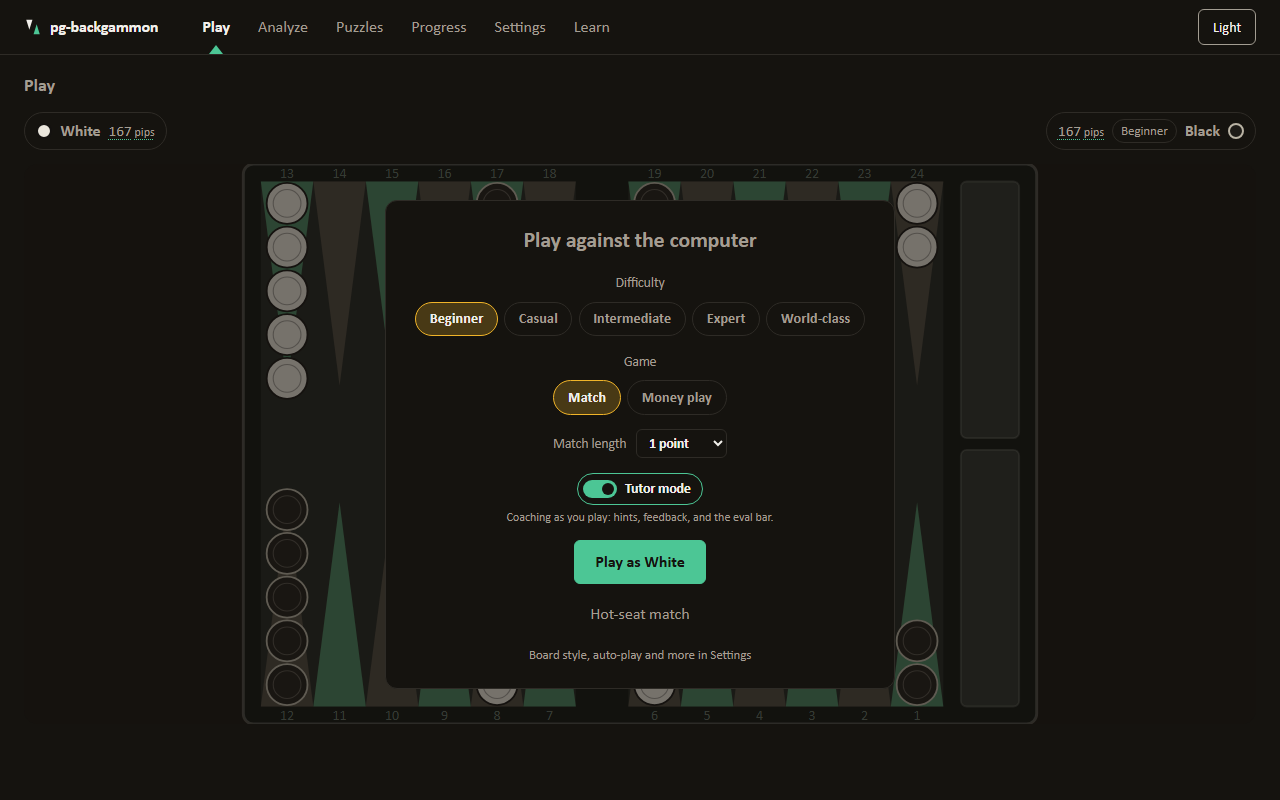 pg-backgammon Play Analyze Puzzles Progress Settings Learn Light
Play
White 167 pips
167 pips Beginner Black
13 14 15 16 17 18 19 20 21 22 23 24
Play against the computer
Difficulty
Beginner Casual Intermediate Expert World-class
Game
Match Money play
Match length 1 point
Tutor mode
Coaching as you play: hints, feedback, and the eval bar.
Play as White
Hot-seat match
Board style, auto-play and more in Settings
12 11 10 9 8 7 6 5 4 3 2 1